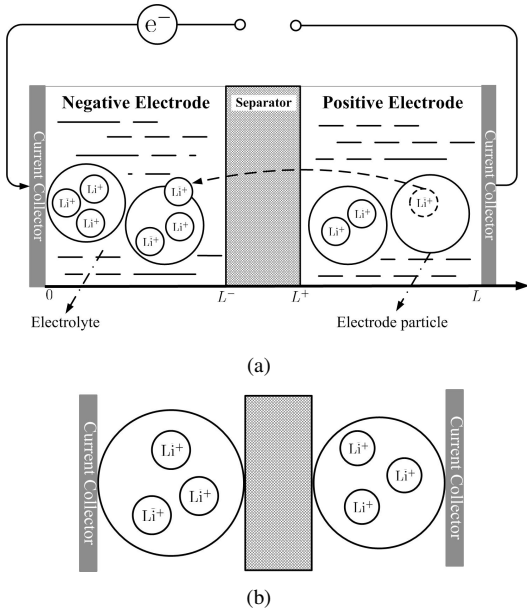 e⁻
Negative Electrode
Separator
Positive Electrode
Current Collector
Li⁺
Li⁺
Li⁺
Li⁺
Li⁺
Li⁺
Li⁺
Li⁺
Li⁺
Current Collector
0
L⁻
L⁺
L
Electrolyte
Electrode particle
(a)
Current Collector
Li⁺
Li⁺
Li⁺
Li⁺
Li⁺
Li⁺
Current Collector
(b)